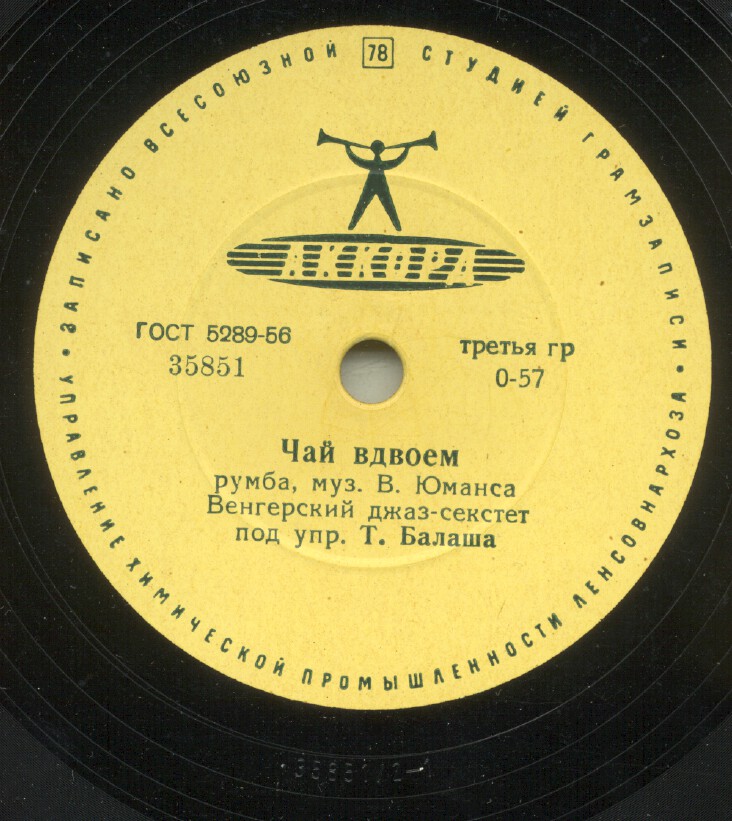 ЗАПИСАНО ВСЕСОЮЗНОЙ 78 СТУДИЕЙ ГРАМЗАПИСИ
АККОРД
ГОСТ 5289-56
35851
третья гр
0-57
Чай вдвоем
румба, муз. В. Юманса
Венгерский джаз-секстет
под упр. Т. Балаша
УПРАВЛЕНИЕ ХИМИЧЕСКОЙ ПРОМЫШЛЕННОСТИ ЛЕНСОВНАРХОЗА